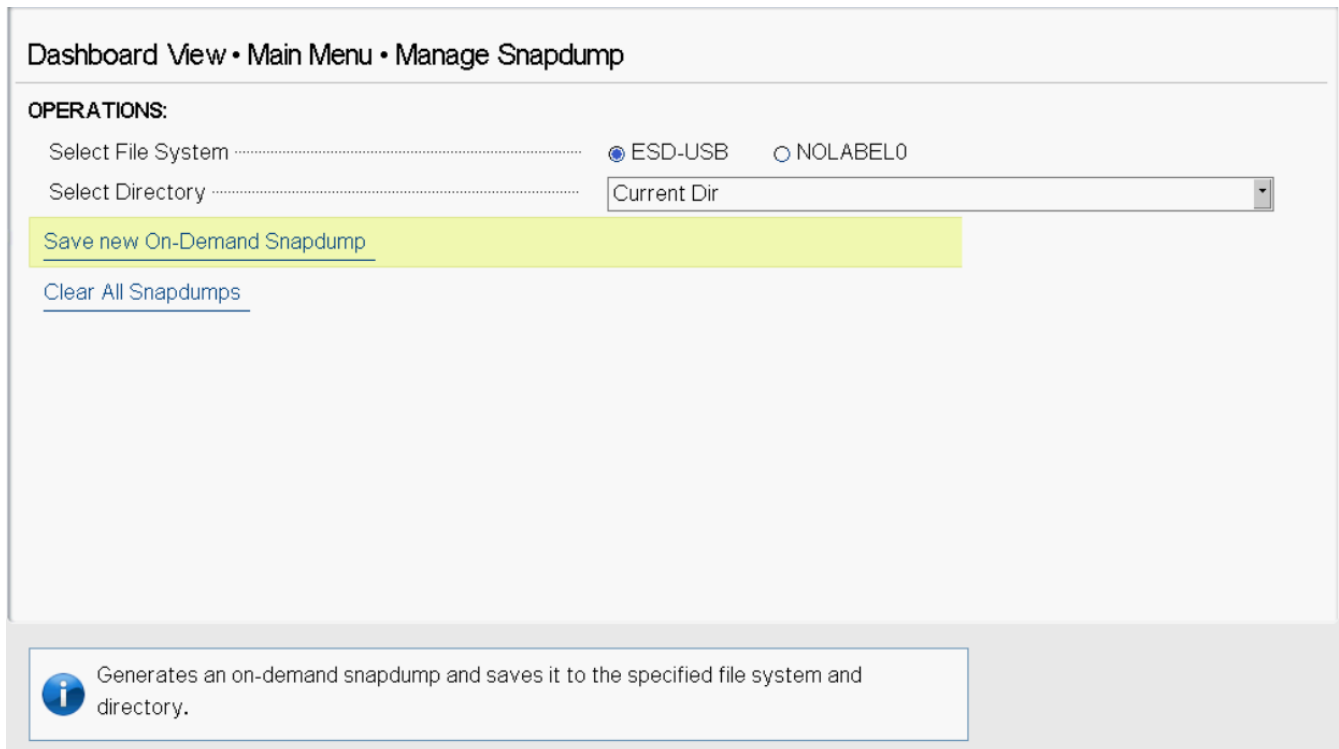 Dashboard View • Main Menu • Manage Snapdump
OPERATIONS:
Select File System ESD-USB NOLABEL0
Select Directory Current Dir
Save new On-Demand Snapdump
Clear All Snapdumps
Generates an on-demand snapdump and saves it to the specified file system and
directory.